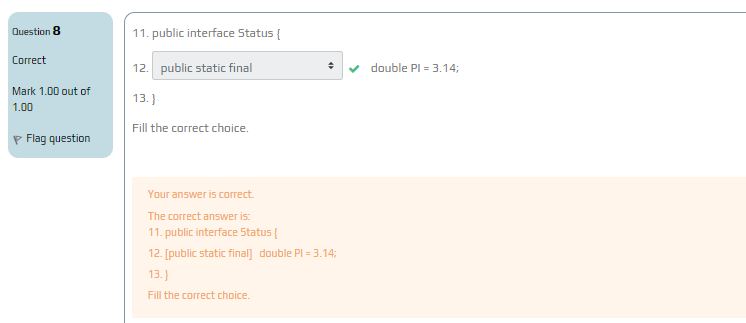 Question 8
Correct
Mark 1.00 out of
1.00
Flag question
11. public interface Status {
12. public static final double PI = 3.14;
13. }
Fill the correct choice.
Your answer is correct.
The correct answer is:
11. public interface Status {
12. [public static final] double PI = 3.14;
13. }
Fill the correct choice.